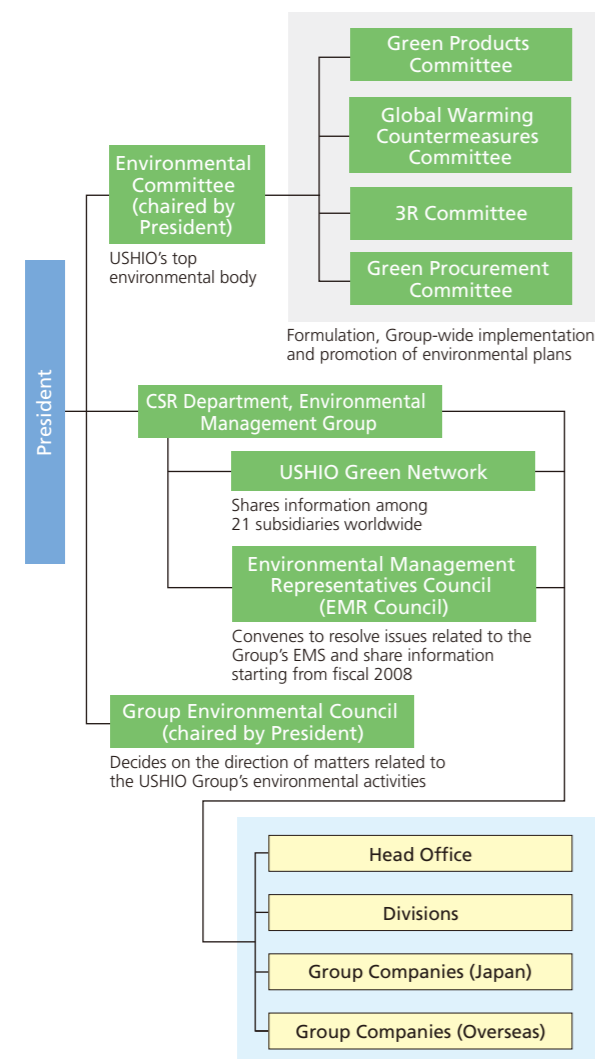 Green Products
Committee
Global Warming
Countermeasures
Committee
Environmental
Committee
(chaired by
President)
3R Committee
USHIO's top
environmental body
Green Procurement
Committee
Formulation, Group-wide implementation
and promotion of environmental plans
President
CSR Department, Environmental
Management Group
USHIO Green Network
Shares information among
21 subsidiaries worldwide
Environmental Management
Representatives Council
(EMR Council)
Convenes to resolve issues related to the
Group's EMS and share information
starting from fiscal 2008
Group Environmental Council
(chaired by President)
Decides on the direction of matters related to
the USHIO Group's environmental activities
Head Office
Divisions
Group Companies (Japan)
Group Companies (Overseas)